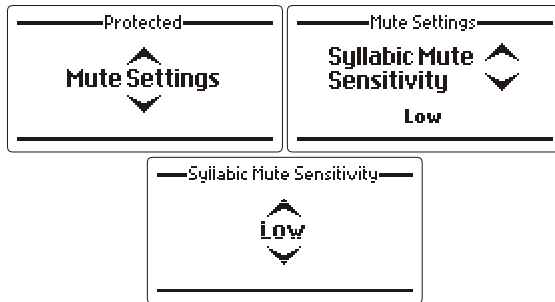 Protected
Mute Settings
Mute Settings
Syllabic Mute
Sensitivity
Low
Syllabic Mute Sensitivity
Low